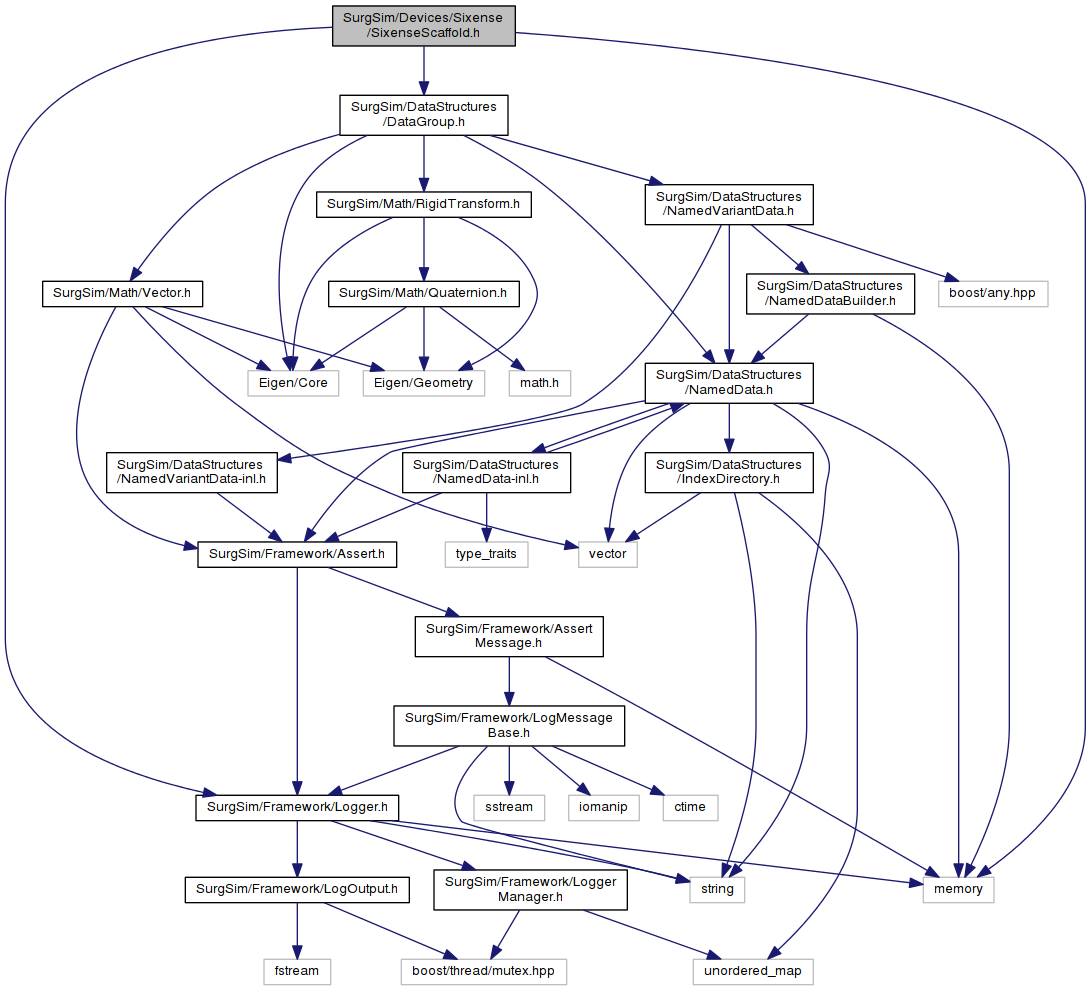 SurgSim/Devices/Sixense
/SixenseScaffold.h
SurgSim/DataStructures
/DataGroup.h
SurgSim/Math/RigidTransform.h
SurgSim/DataStructures
/NamedVariantData.h
SurgSim/Math/Vector.h
SurgSim/Math/Quaternion.h
SurgSim/DataStructures
/NamedDataBuilder.h
boost/any.hpp
Eigen/Core
Eigen/Geometry
math.h
SurgSim/DataStructures
/NamedData.h
SurgSim/DataStructures
/NamedVariantData-inl.h
SurgSim/DataStructures
/NamedData-inl.h
SurgSim/DataStructures
/IndexDirectory.h
SurgSim/Framework/Assert.h
type_traits
vector
SurgSim/Framework/Assert
Message.h
SurgSim/Framework/LogMessage
Base.h
SurgSim/Framework/Logger.h
sstream
iomanip
ctime
SurgSim/Framework/LogOutput.h
SurgSim/Framework/Logger
Manager.h
string
memory
fstream
boost/thread/mutex.hpp
unordered_map